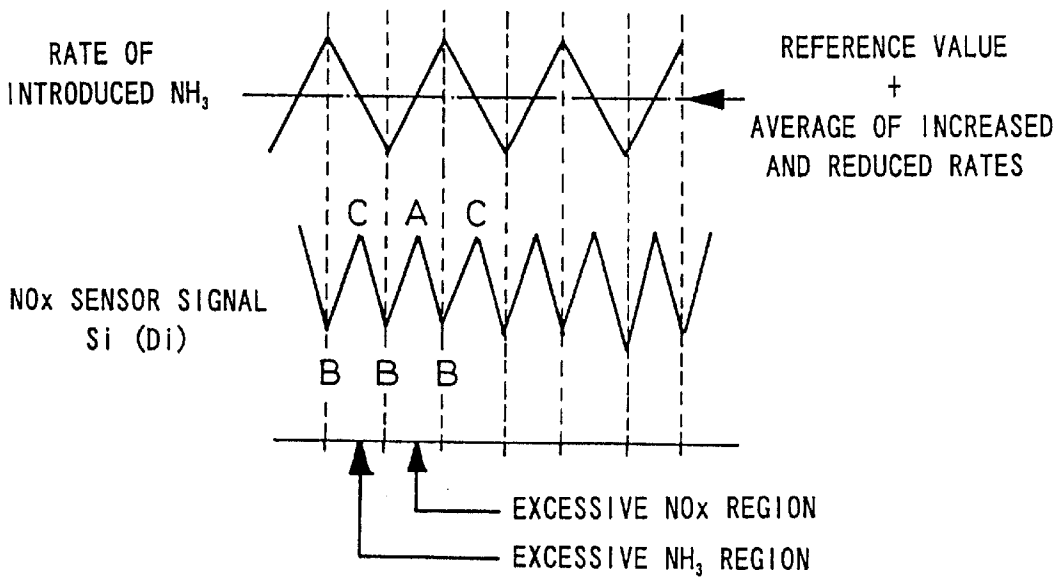 RATE OF
INTRODUCED NH₃
REFERENCE VALUE
+
AVERAGE OF INCREASED
AND REDUCED RATES
C A C
NOx SENSOR SIGNAL
Si (Di)
B B B
EXCESSIVE NOx REGION
EXCESSIVE NH₃ REGION